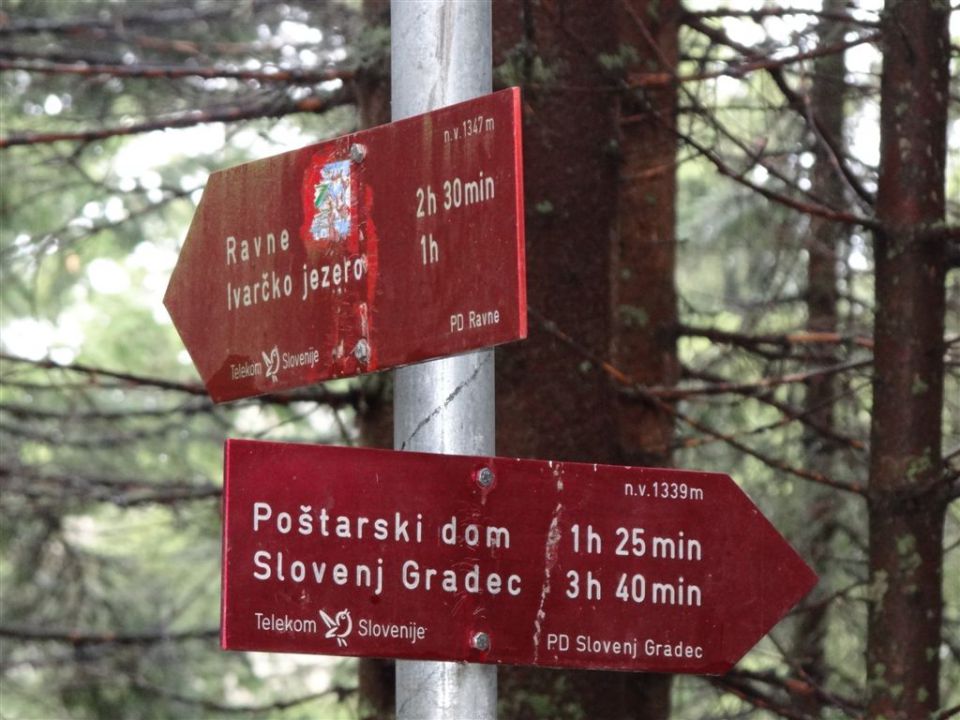 n.v. 1347 m
Ravne 2h 30min
Ivarčko jezero 1h
PD Ravne
Telekom Slovenije
n.v. 1339m
Poštarski dom 1h 25min
Slovenj Gradec 3h 40min
Telekom Slovenije
PD Slovenj Gradec